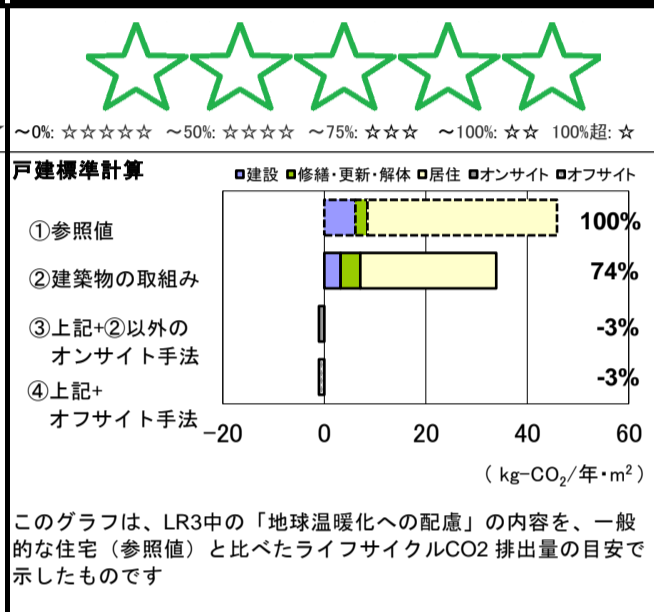 ~0%: ☆☆☆☆☆ ~50%: ☆☆☆☆ ~75%: ☆☆☆ ~100%: ☆☆ 100%超: ☆
戸建標準計算
■建設 ■修繕・更新・解体 □居住 ■オンサイト ■オフサイト
①参照値 100%
②建築物の取組み 74%
③上記+②以外の
オンサイト手法 -3%
④上記+
オフサイト手法 -3%
-20 0 20 40 60
( kg-CO₂/年・m² )
このグラフは、LR3中の「地球温暖化への配慮」の内容を、一般
的な住宅（参照値）と比べたライフサイクルCO2 排出量の目安で
示したものです